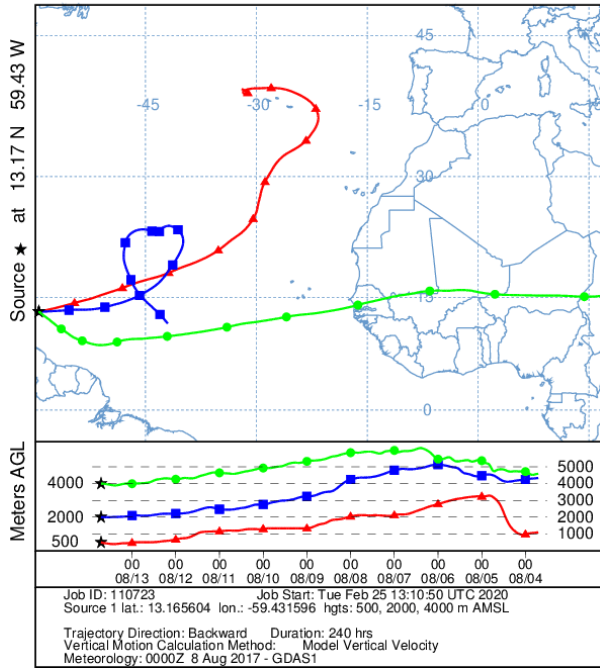 Source ★ at 13.17 N 59.43 W
45
-45 -30 -15 0 15
30
15
0
Meters AGL
4000
2000
500
5000
4000
3000
2000
1000
00 00 00 00 00 00 00 00 00 00
08/13 08/12 08/11 08/10 08/09 08/08 08/07 08/06 08/05 08/04
Job ID: 110723 Job Start: Tue Feb 25 13:10:50 UTC 2020
Source 1 lat.: 13.165604 lon.: -59.431596 hgts: 500, 2000, 4000 m AMSL
Trajectory Direction: Backward Duration: 240 hrs
Vertical Motion Calculation Method: Model Vertical Velocity
Meteorology: 0000Z 8 Aug 2017 - GDAS1